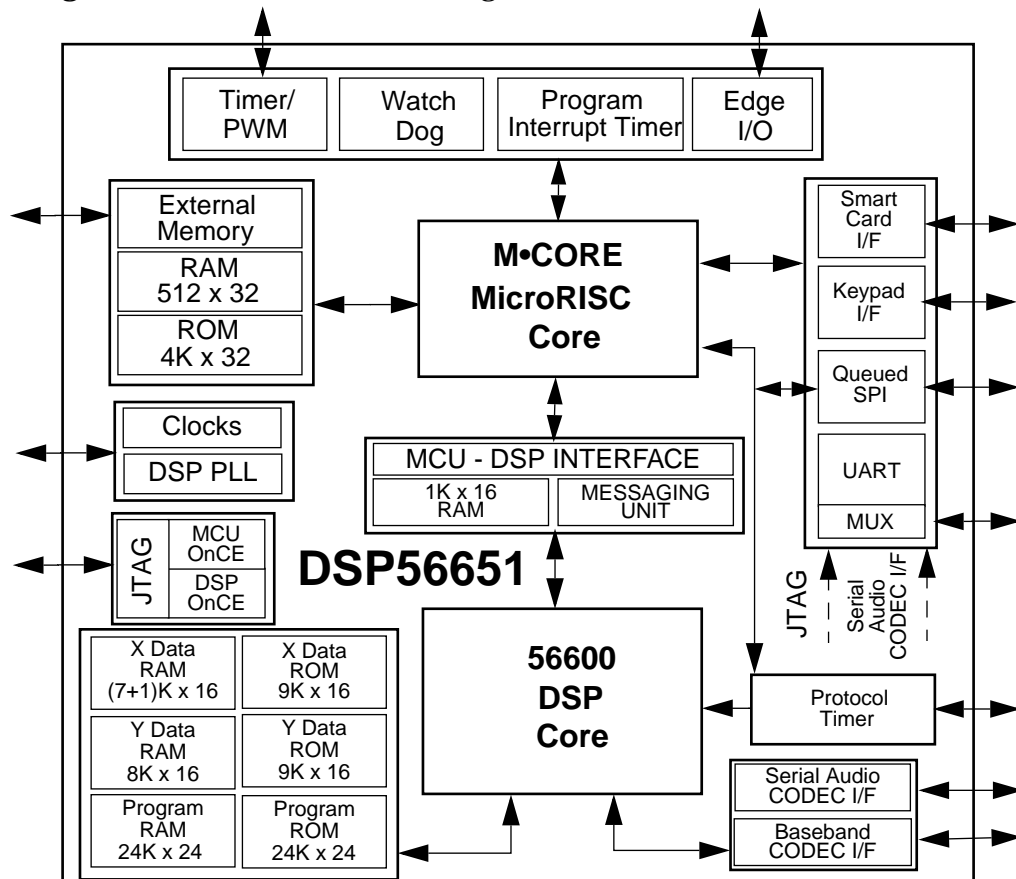 Timer/
PWM
Watch
Dog
Program
Interrupt Timer
Edge
I/O
External
Memory
RAM
512 x 32
ROM
4K x 32
M•CORE
MicroRISC
Core
Smart
Card
I/F
Keypad
I/F
Queued
SPI
UART
MUX
Clocks
DSP PLL
MCU - DSP INTERFACE
1K x 16
RAM
MESSAGING
UNIT
JTAG
MCU
OnCE
DSP
OnCE
DSP56651
JTAG
Serial
Audio
CODEC I/F
X Data
RAM
(7+1)K x 16
X Data
ROM
9K x 16
Y Data
RAM
8K x 16
Y Data
ROM
9K x 16
Program
RAM
24K x 24
Program
ROM
24K x 24
56600
DSP
Core
Protocol
Timer
Serial Audio
CODEC I/F
Baseband
CODEC I/F